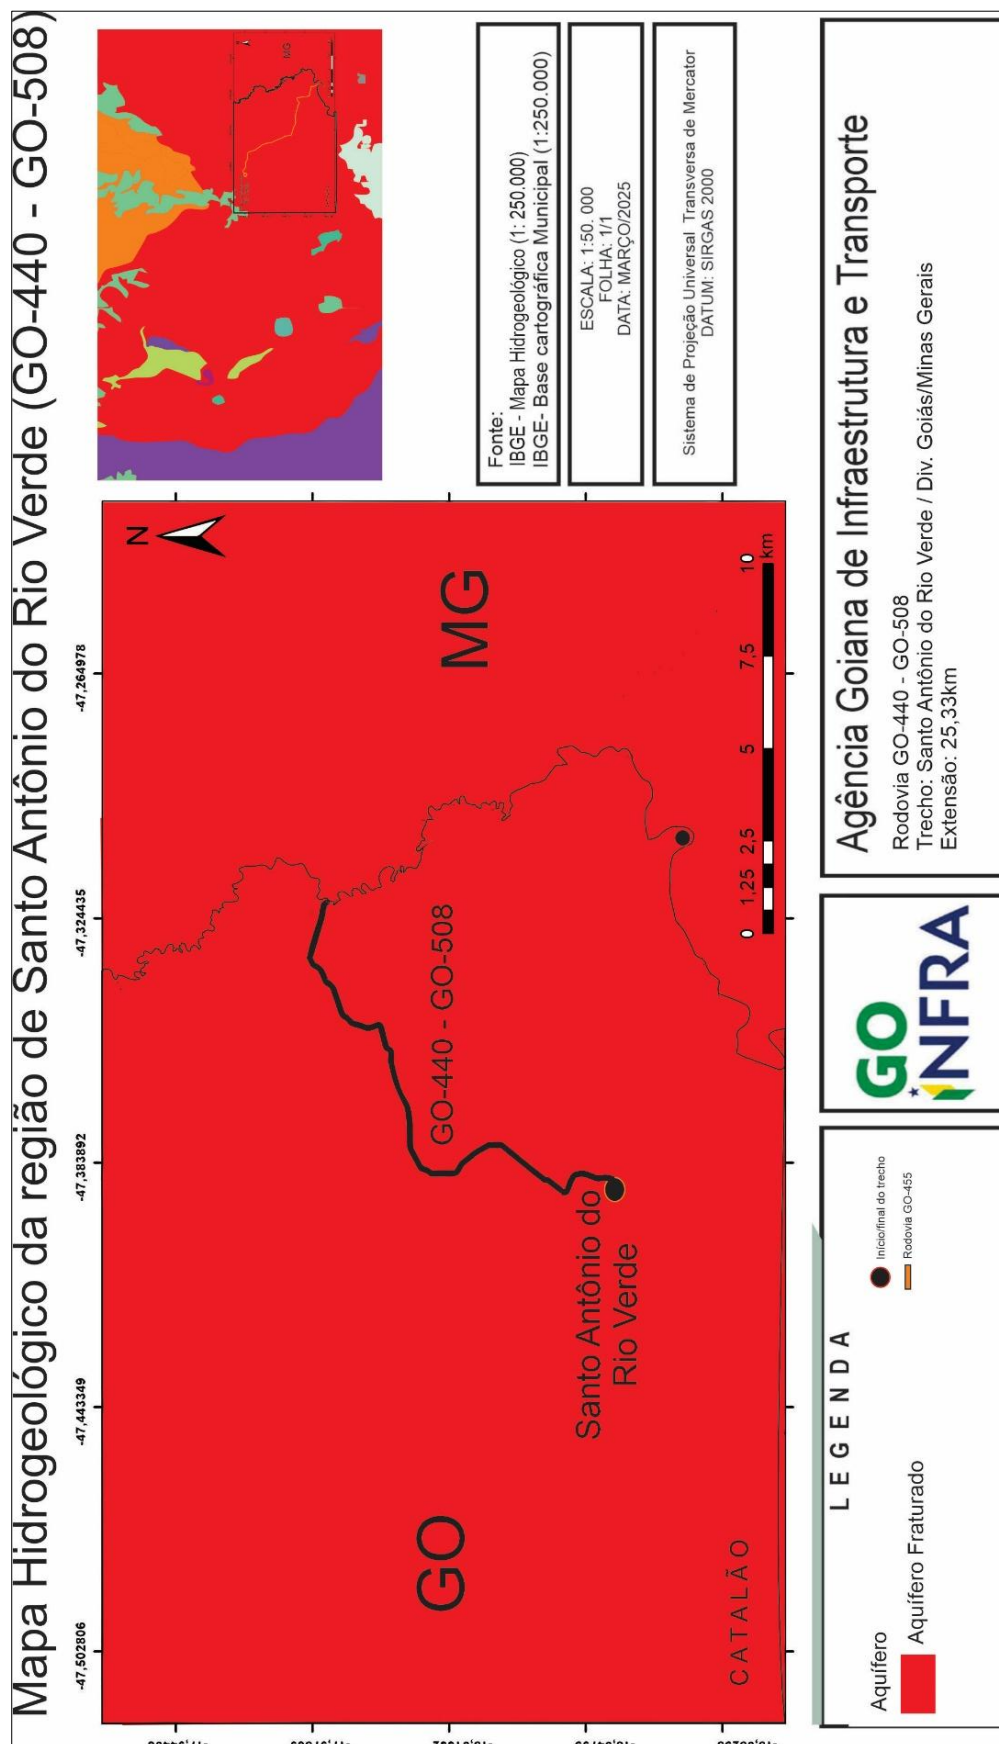 Mapa Hidrogeológico da região de Santo Antônio do Rio Verde (GO-440 - GO-508)
-47,502806
-47,443349
-47,383892
-47,324435
-47,264978
N
GO
MG
GO-440 - GO-508
Santo Antônio do
Rio Verde
CATALÃO
0 1,25 2,5 5 7,5 10
km
MG
Fonte:
IBGE - Mapa Hidrogeológico (1: 250.000)
IBGE- Base cartográfica Municipal (1:250.000)
ESCALA: 1:50. 000
FOLHA: 1/1
DATA: MARÇO/2025
Sistema de Projeção Universal Transversa de Mercator
DATUM: SIRGAS 2000
LEGENDA
Aquífero
Aquífero Fraturado
Início/final do trecho
Rodovia GO-455
GO
INFRA
Agência Goiana de Infraestrutura e Transporte
Rodovia GO-440 - GO-508
Trecho: Santo Antônio do Rio Verde / Div. Goiás/Minas Gerais
Extensão: 25,33km